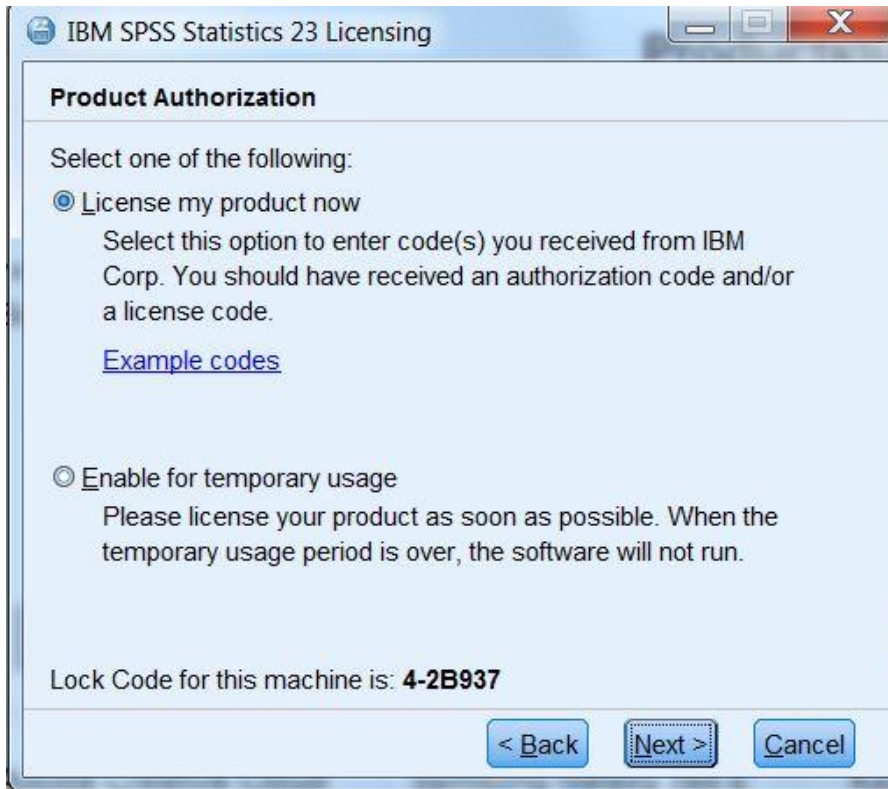 IBM SPSS Statistics 23 Licensing
Product Authorization
Select one of the following:
License my product now
Select this option to enter code(s) you received from IBM
Corp. You should have received an authorization code and/or
a license code.
Example codes
Enable for temporary usage
Please license your product as soon as possible. When the
temporary usage period is over, the software will not run.
Lock Code for this machine is: 4-2B937
< Back Next > Cancel